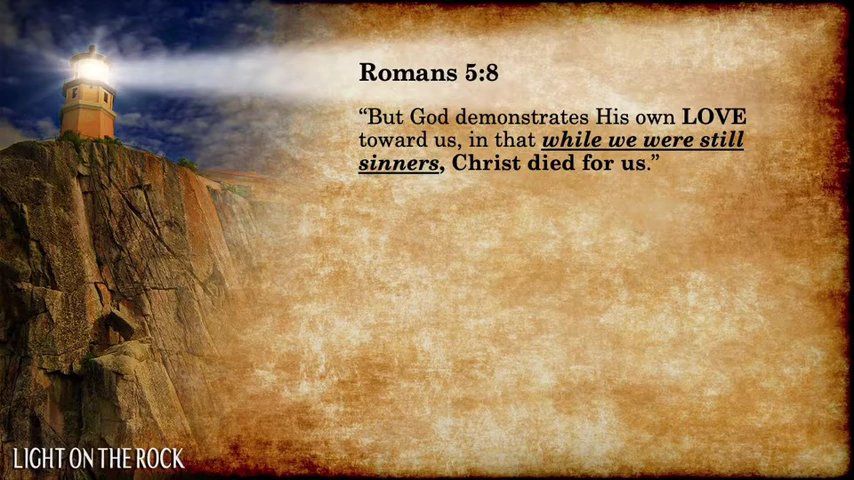 Romans 5:8
“But God demonstrates His own LOVE
toward us, in that while we were still
sinners, Christ died for us.”
LIGHT ON THE ROCK